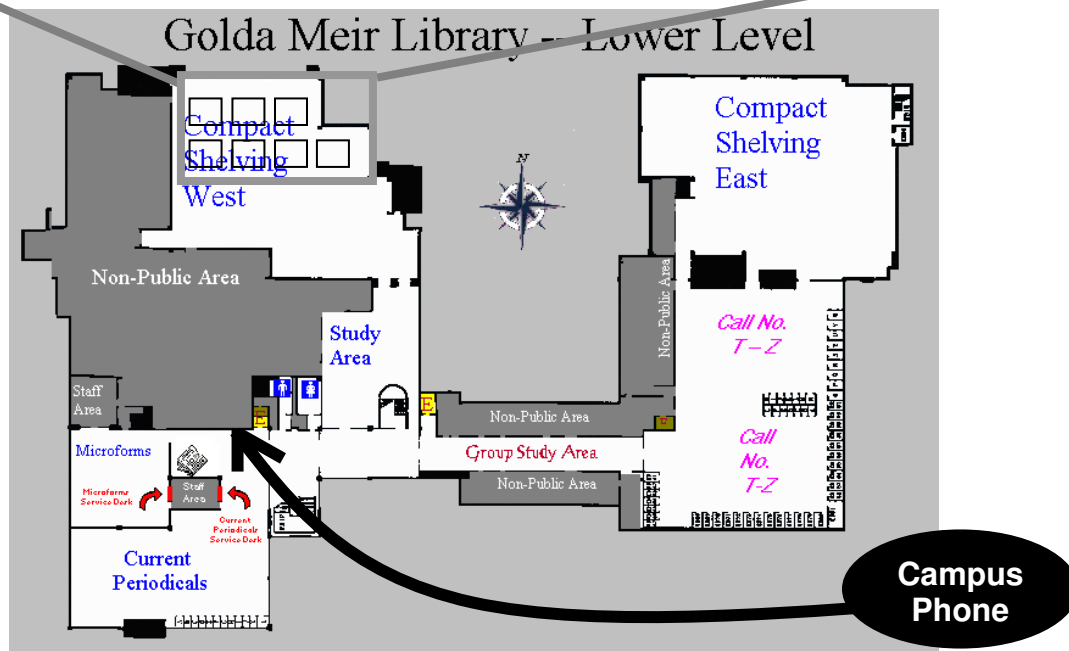 Golda Meir Library -- Lower Level
Compact
Shelving
West
Compact
Shelving
East
N
Non-Public Area
Study
Area
Non-Public Area
Call No.
T – Z
Staff
Area
E
E
Non-Public Area
Call
No.
T-Z
Microforms
Group Study Area
Microforms
Service Desk
Staff
Area
Non-Public Area
Current
Periodicals
Service Desk
Current
Periodicals
Campus
Phone